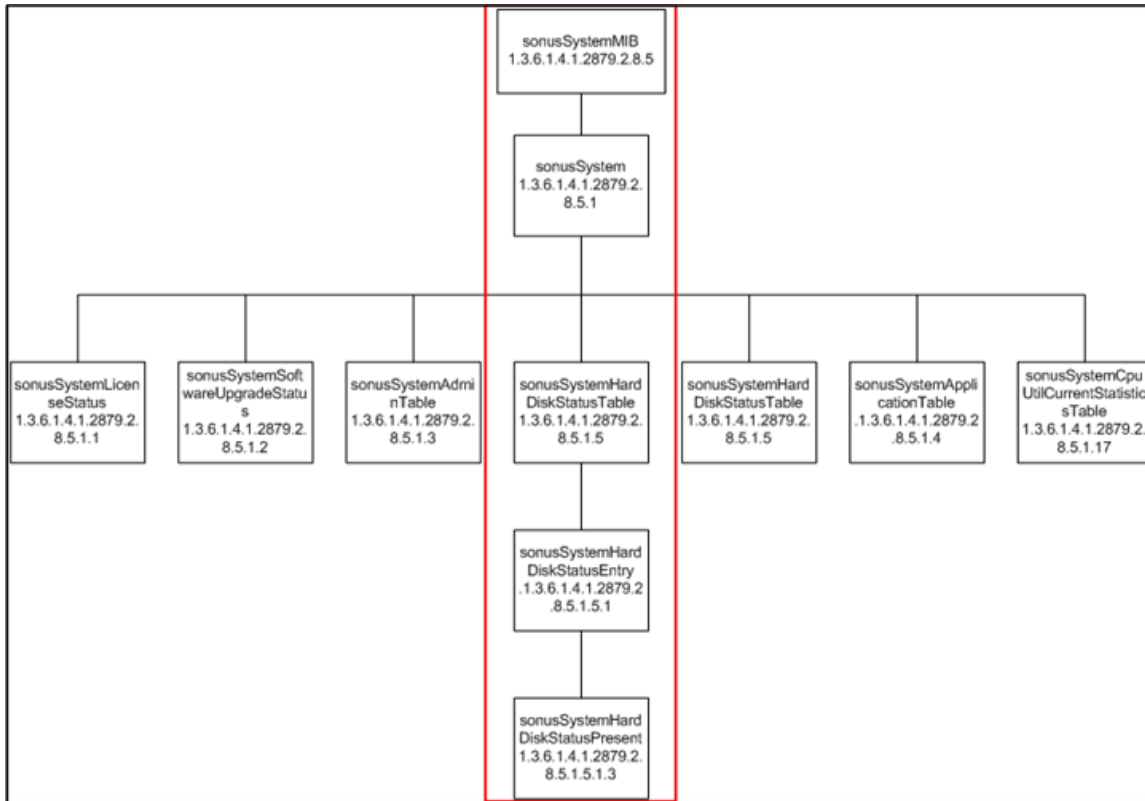 sonusSystemMIB
1.3.6.1.4.1.2879.2.8.5
sonusSystem
1.3.6.1.4.1.2879.2.
8.5.1
sonusSystemLicen
seStatus
1.3.6.1.4.1.2879.2.
8.5.1.1
sonusSystemSoft
wareUpgradeStatu
s
1.3.6.1.4.1.2879.2.
8.5.1.2
sonusSystemAdmi
nTable
1.3.6.1.4.1.2879.2.
8.5.1.3
sonusSystemHard
DiskStatusTable
1.3.6.1.4.1.2879.2.
8.5.1.5
sonusSystemHard
DiskStatusTable
1.3.6.1.4.1.2879.2.
8.5.1.5
sonusSystemAppli
cationTable
.1.3.6.1.4.1.2879.2
.8.5.1.4
sonusSystemCpu
UtilCurrentStatistic
sTable
1.3.6.1.4.1.2879.2.
8.5.1.17
sonusSystemHard
DiskStatusEntry
.1.3.6.1.4.1.2879.2
.8.5.1.5.1
sonusSystemHard
DiskStatusPresent
1.3.6.1.4.1.2879.2.
8.5.1.5.1.3